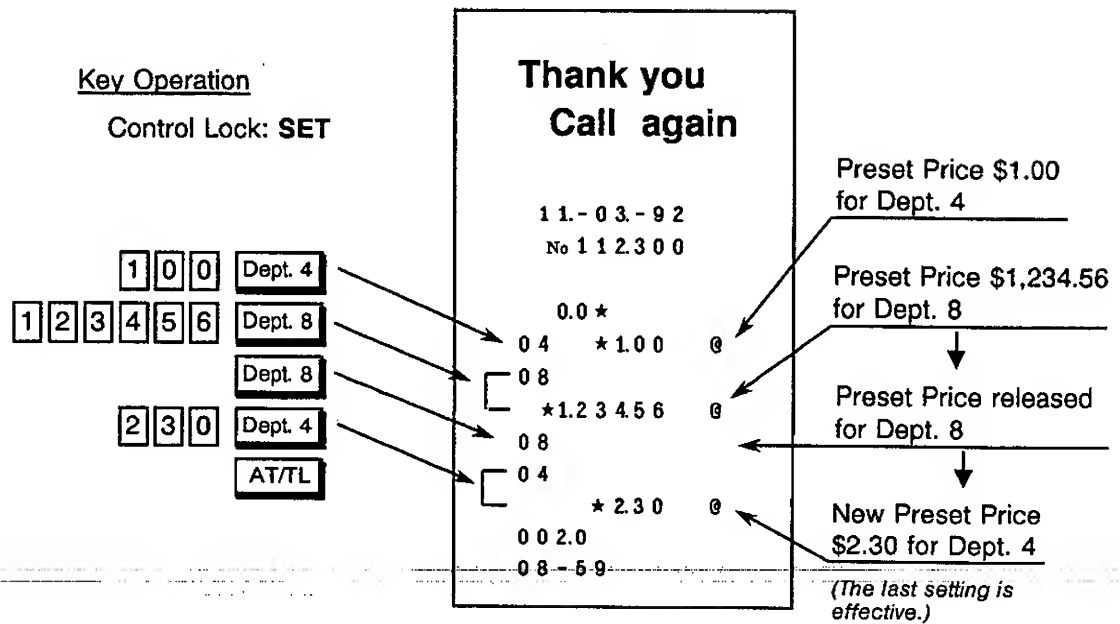 Key Operation
Control Lock: SET
1 0 0 Dept. 4
1 2 3 4 5 6 Dept. 8
Dept. 8
2 3 0 Dept. 4
AT/TL
Thank you
Call again
11.-03.-92
No 112.300
0.0 ★
04 ★1.00 @
08
★1.234.56 @
08
04
★2.30 @
002.0
08-59
Preset Price $1.00
for Dept. 4
Preset Price $1,234.56
for Dept. 8
Preset Price released
for Dept. 8
New Preset Price
$2.30 for Dept. 4
(The last setting is
effective.)